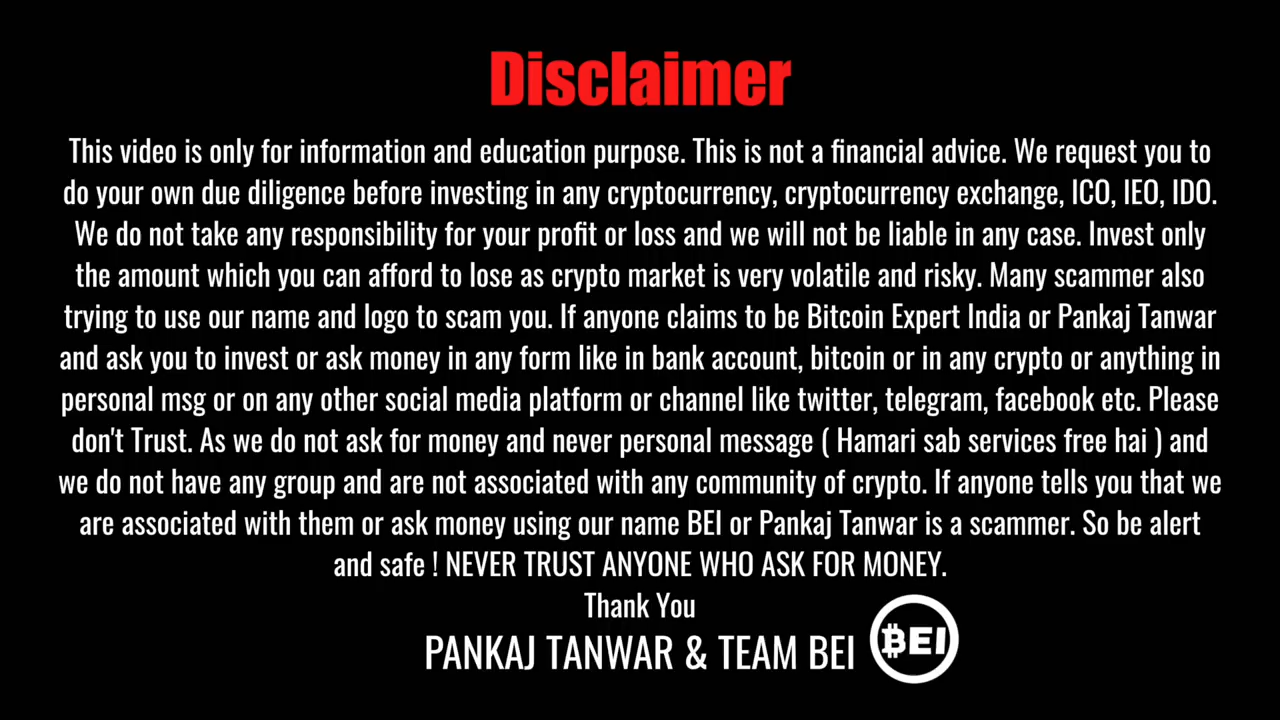 Disclaimer
This video is only for information and education purpose. This is not a financial advice. We request you to
do your own due diligence before investing in any cryptocurrency, cryptocurrency exchange, ICO, IEO, IDO.
We do not take any responsibility for your profit or loss and we will not be liable in any case. Invest only
the amount which you can afford to lose as crypto market is very volatile and risky. Many scammer also
trying to use our name and logo to scam you. If anyone claims to be Bitcoin Expert India or Pankaj Tanwar
and ask you to invest or ask money in any form like in bank account, bitcoin or in any crypto or anything in
personal msg or on any other social media platform or channel like twitter, telegram, facebook etc. Please
don't Trust. As we do not ask for money and never personal message ( Hamari sab services free hai ) and
we do not have any group and are not associated with any community of crypto. If anyone tells you that we
are associated with them or ask money using our name BEI or Pankaj Tanwar is a scammer. So be alert
and safe ! NEVER TRUST ANYONE WHO ASK FOR MONEY.
Thank You
PANKAJ TANWAR & TEAM BEI
₿EI